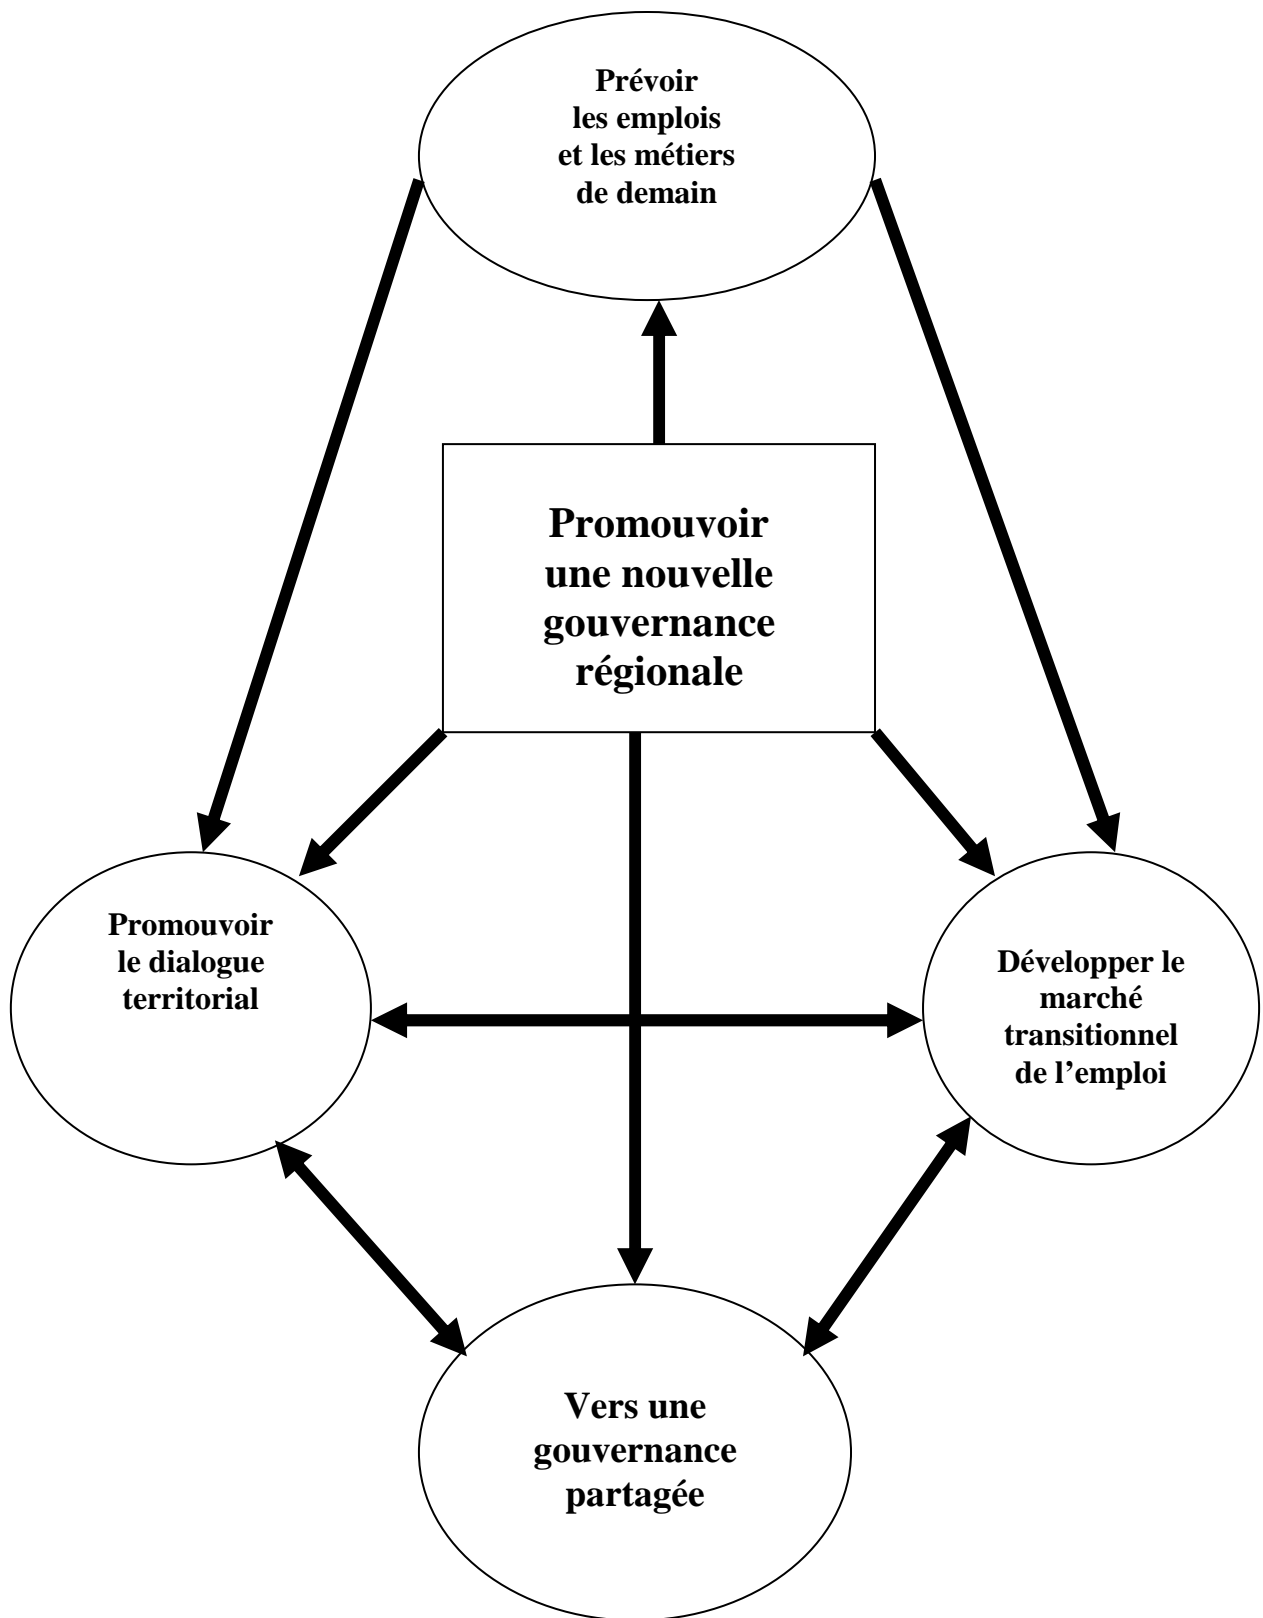 Prévoir
les emplois
et les métiers
de demain
Promouvoir
une nouvelle
gouvernance
régionale
Promouvoir
le dialogue
territorial
Développer le
marché
transitionnel
de l’emploi
Vers une
gouvernance
partagée